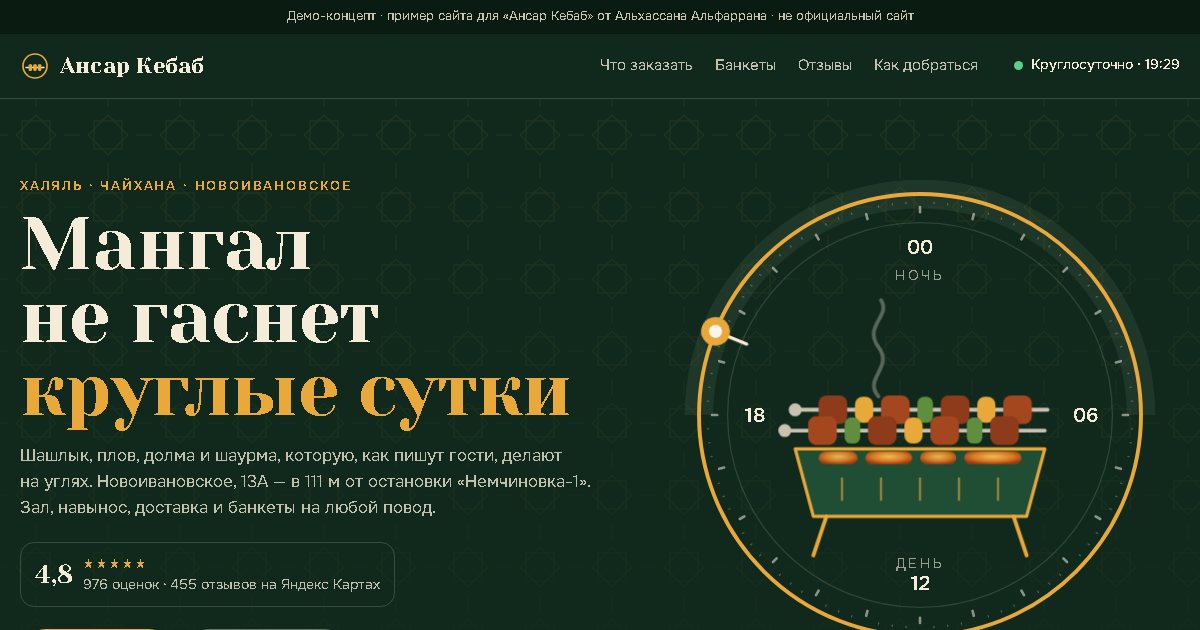 Демо-концепт · пример сайта для «Ансар Кебаб» от Альхассана Альфаррана · не официальный сайт
Ансар Кебаб
Что заказать Банкеты Отзывы Как добраться Круглосуточно · 19:29
ХАЛЯЛЬ · ЧАЙХАНА · НОВОИВАНОВСКОЕ
Мангал
не гаснет
круглые сутки
Шашлык, плов, долма и шаурма, которую, как пишут гости, делают
на углях. Новоивановское, 13А — в 111 м от остановки «Немчиновка-1».
Зал, навынос, доставка и банкеты на любой повод.
4,8 ★★★★★
976 оценок · 455 отзывов на Яндекс Картах
00
НОЧЬ
18
06
ДЕНЬ
12